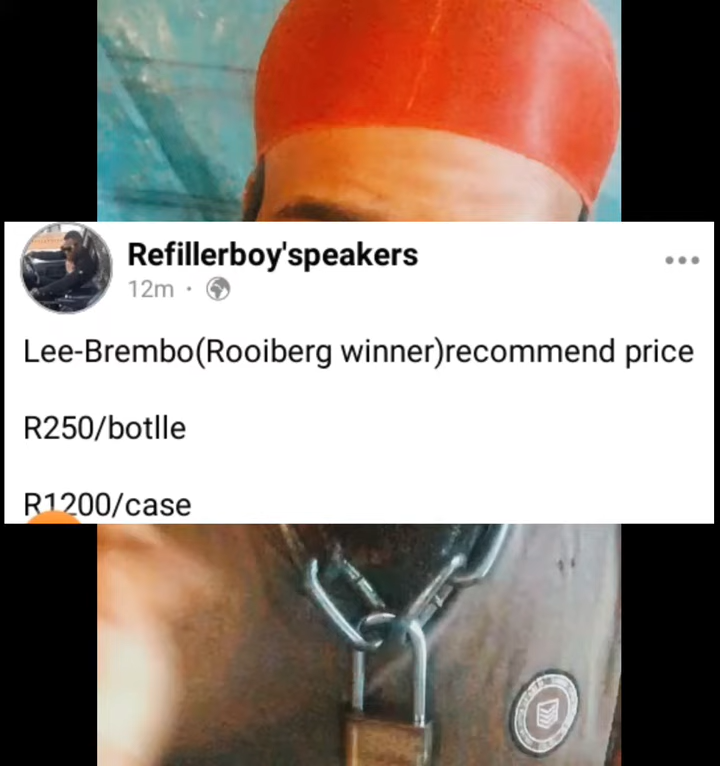 Refillerboy'speakers
12m ·
Lee-Brembo(Rooiberg winner)recommend price
R250/botlle
R1200/case